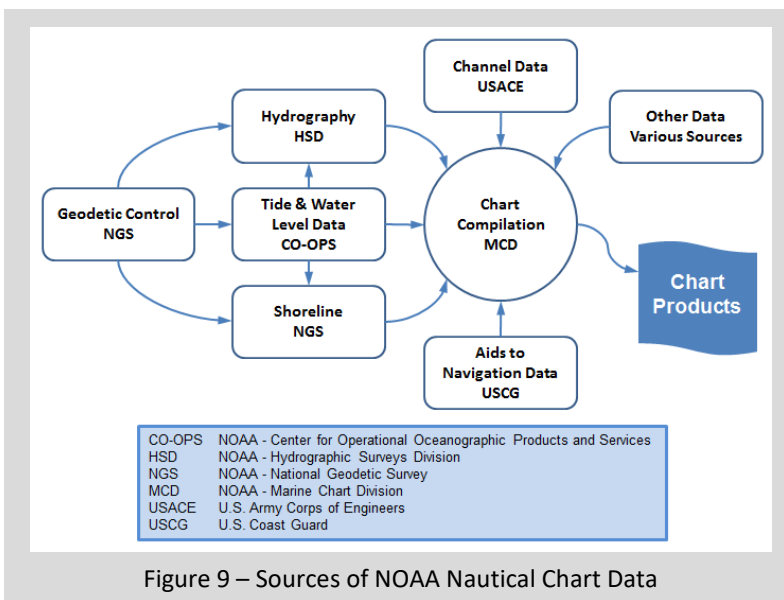 Channel Data
USACE
Hydrography
HSD
Other Data
Various Sources
Geodetic Control
NGS
Tide & Water
Level Data
CO-OPS
Chart
Compilation
MCD
Chart
Products
Shoreline
NGS
Aids to
Navigation Data
USCG
CO-OPS NOAA - Center for Operational Oceanographic Products and Services
HSD NOAA - Hydrographic Surveys Division
NGS NOAA - National Geodetic Survey
MCD NOAA - Marine Chart Division
USACE U.S. Army Corps of Engineers
USCG U.S. Coast Guard
Figure 9 – Sources of NOAA Nautical Chart Data